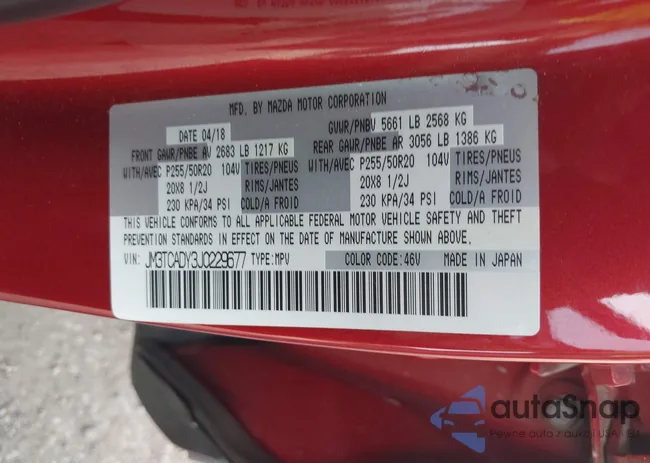 MFD. BY MAZDA MOTOR CORPORATION
DATE 04/18 GVWR/PNBV 5661 LB 2568 KG
FRONT GAWR/PNBE AV 2683 LB 1217 KG REAR GAWR/PNBE AR 3056 LB 1386 KG
WITH/AVEC P255/50R20 104V TIRES/PNEUS WITH/AVEC P255/50R20 104V TIRES/PNEUS
20X8 1/2J RIMS/JANTES 20X8 1/2J RIMS/JANTES
230 KPA/34 PSI COLD/A FROID 230 KPA/34 PSI COLD/A FROID
THIS VEHICLE CONFORMS TO ALL APPLICABLE FEDERAL MOTOR VEHICLE SAFETY AND THEFT
PREVENTION STANDARDS IN EFFECT ON THE DATE OF MANUFACTURE SHOWN ABOVE.
VIN: JM3TCADY3J0229677 TYPE:MPV COLOR CODE:46V MADE IN JAPAN
autoSnap
Pewne auta z aukcji USA i EU